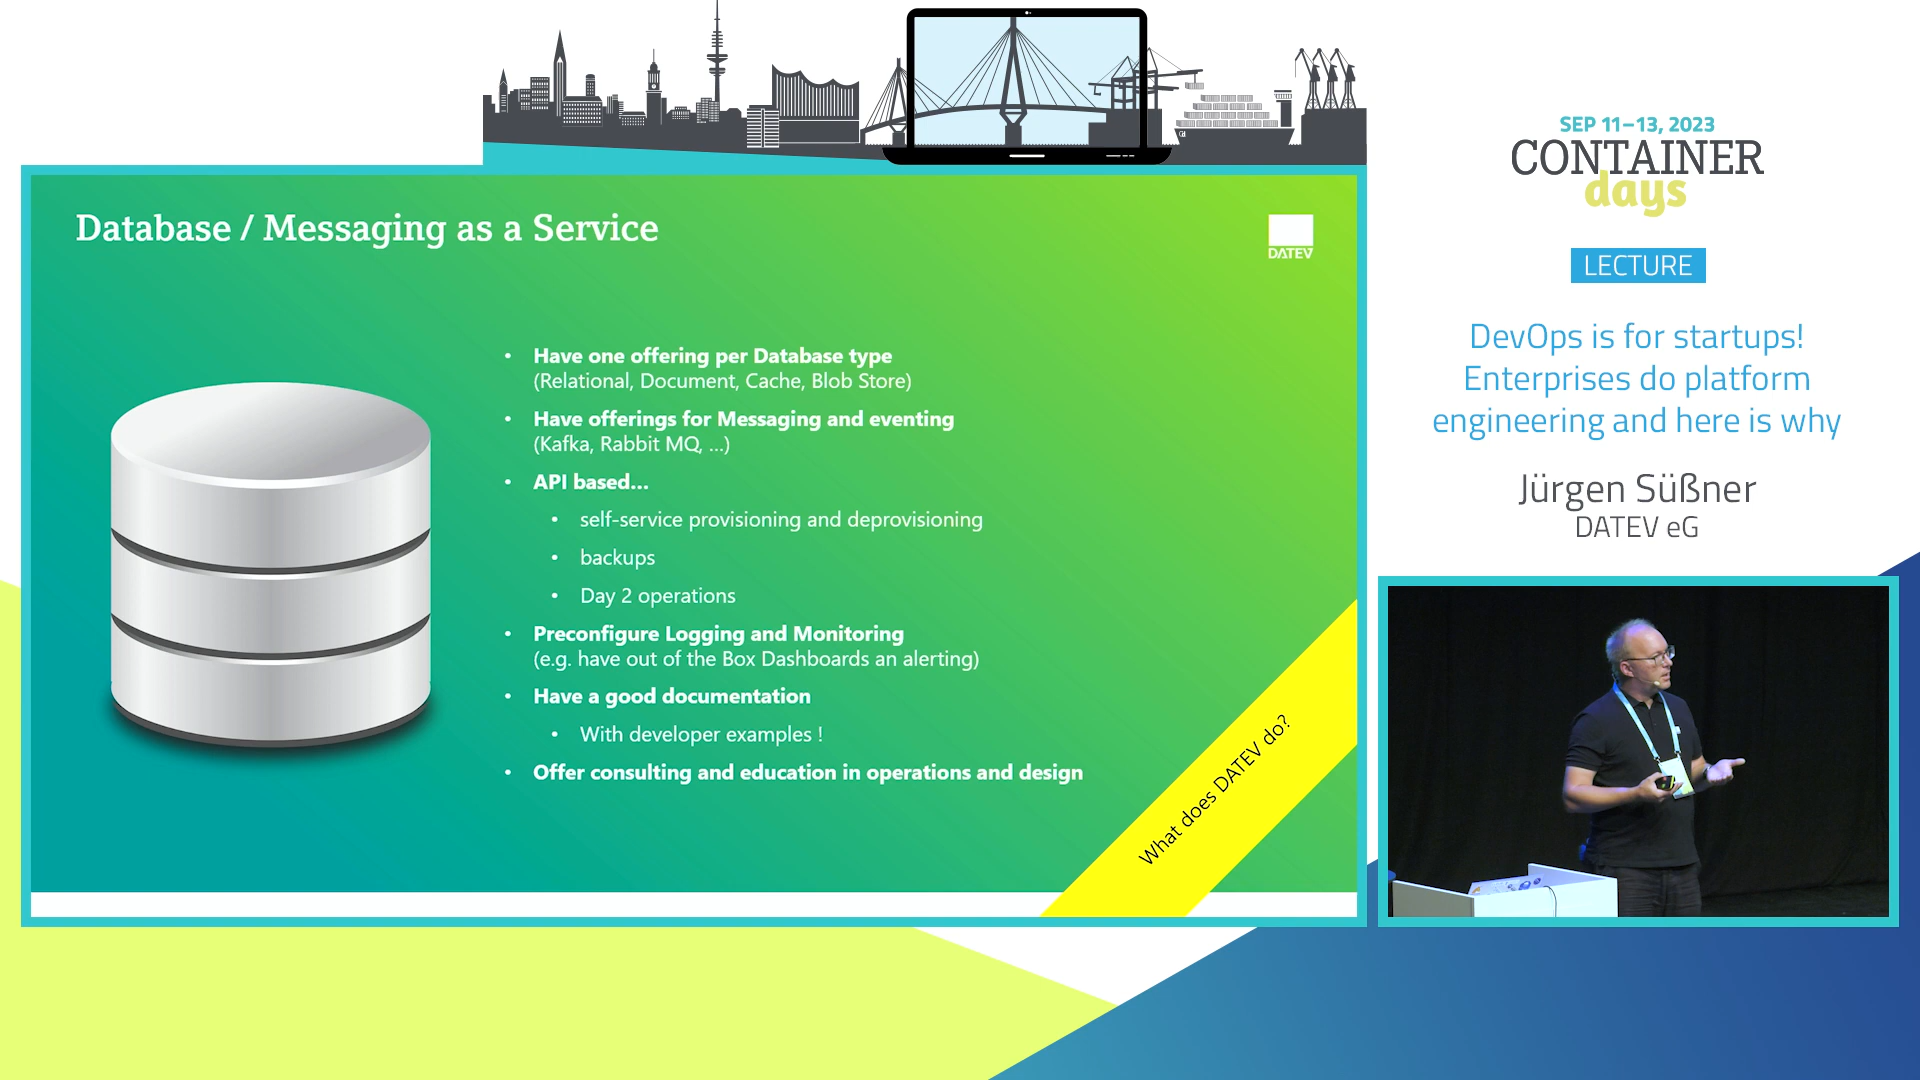 Database / Messaging as a Service
DATEV
• Have one offering per Database type
(Relational, Document, Cache, Blob Store)
• Have offerings for Messaging and eventing
(Kafka, Rabbit MQ, ...)
• API based...
• self-service provisioning and deprovisioning
• backups
• Day 2 operations
• Preconfigure Logging and Monitoring
(e.g. have out of the Box Dashboards an alerting)
• Have a good documentation
• With developer examples !
• Offer consulting and education in operations and design
What does DATEV do?
SEP 11–13, 2023
CONTAINER
days
LECTURE
DevOps is for startups!
Enterprises do platform
engineering and here is why
Jürgen Süßner
DATEV eG